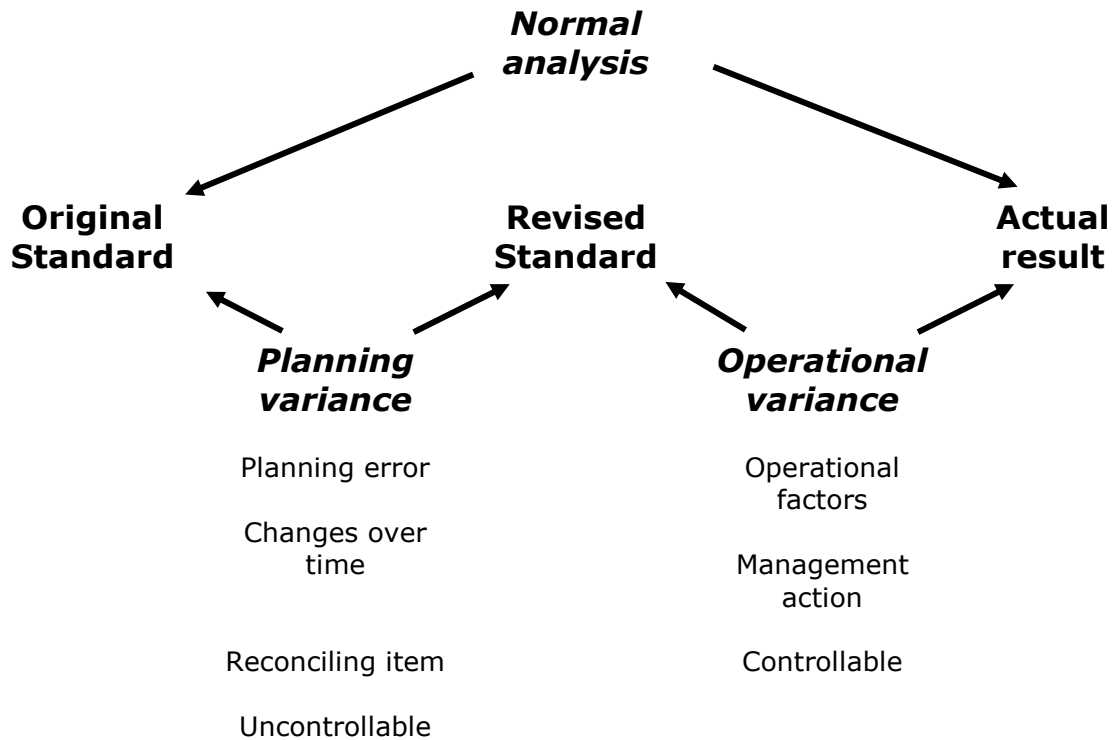 Normal
analysis
Original
Standard
Revised
Standard
Actual
result
Planning
variance
Operational
variance
Planning error
Changes over
time
Reconciling item
Uncontrollable
Operational
factors
Management
action
Controllable